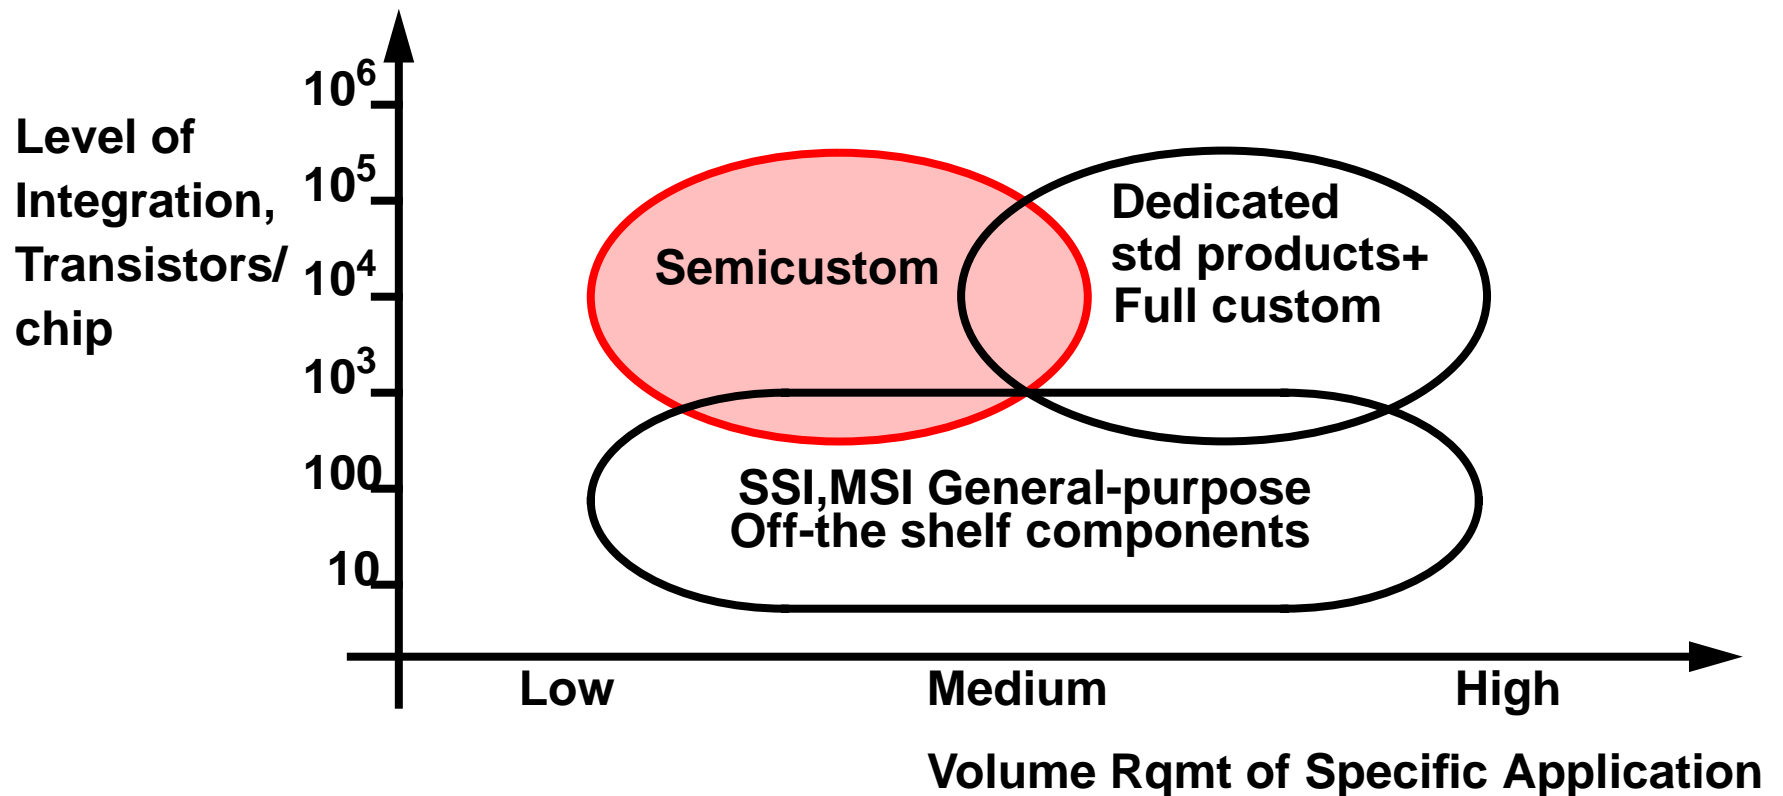 Level of
Integration,
Transistors/
chip
10⁶
10⁵
10⁴
10³
100
10
Semicustom
Dedicated
std products+
Full custom
SSI,MSI General-purpose
Off-the shelf components
Low Medium High
Volume Rqmt of Specific Application